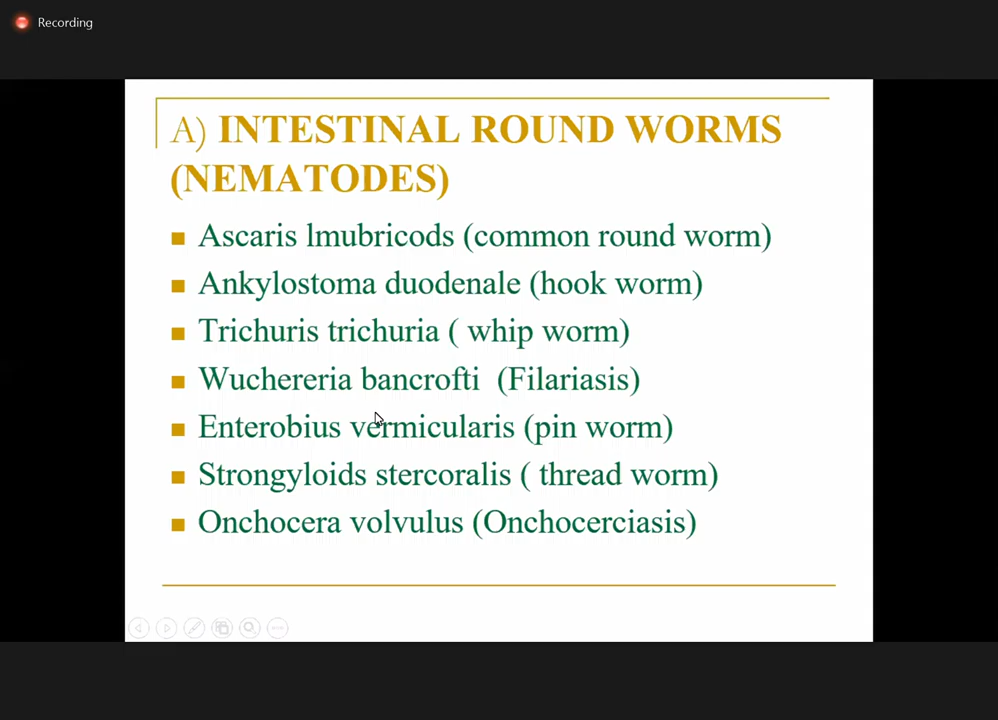 Recording
A) INTESTINAL ROUND WORMS
(NEMATODES)
Ascaris lmubricods (common round worm)
Ankylostoma duodenale (hook worm)
Trichuris trichuria ( whip worm)
Wuchereria bancrofti (Filariasis)
Enterobius vermicularis (pin worm)
Strongyloids stercoralis ( thread worm)
Onchocera volvulus (Onchocerciasis)